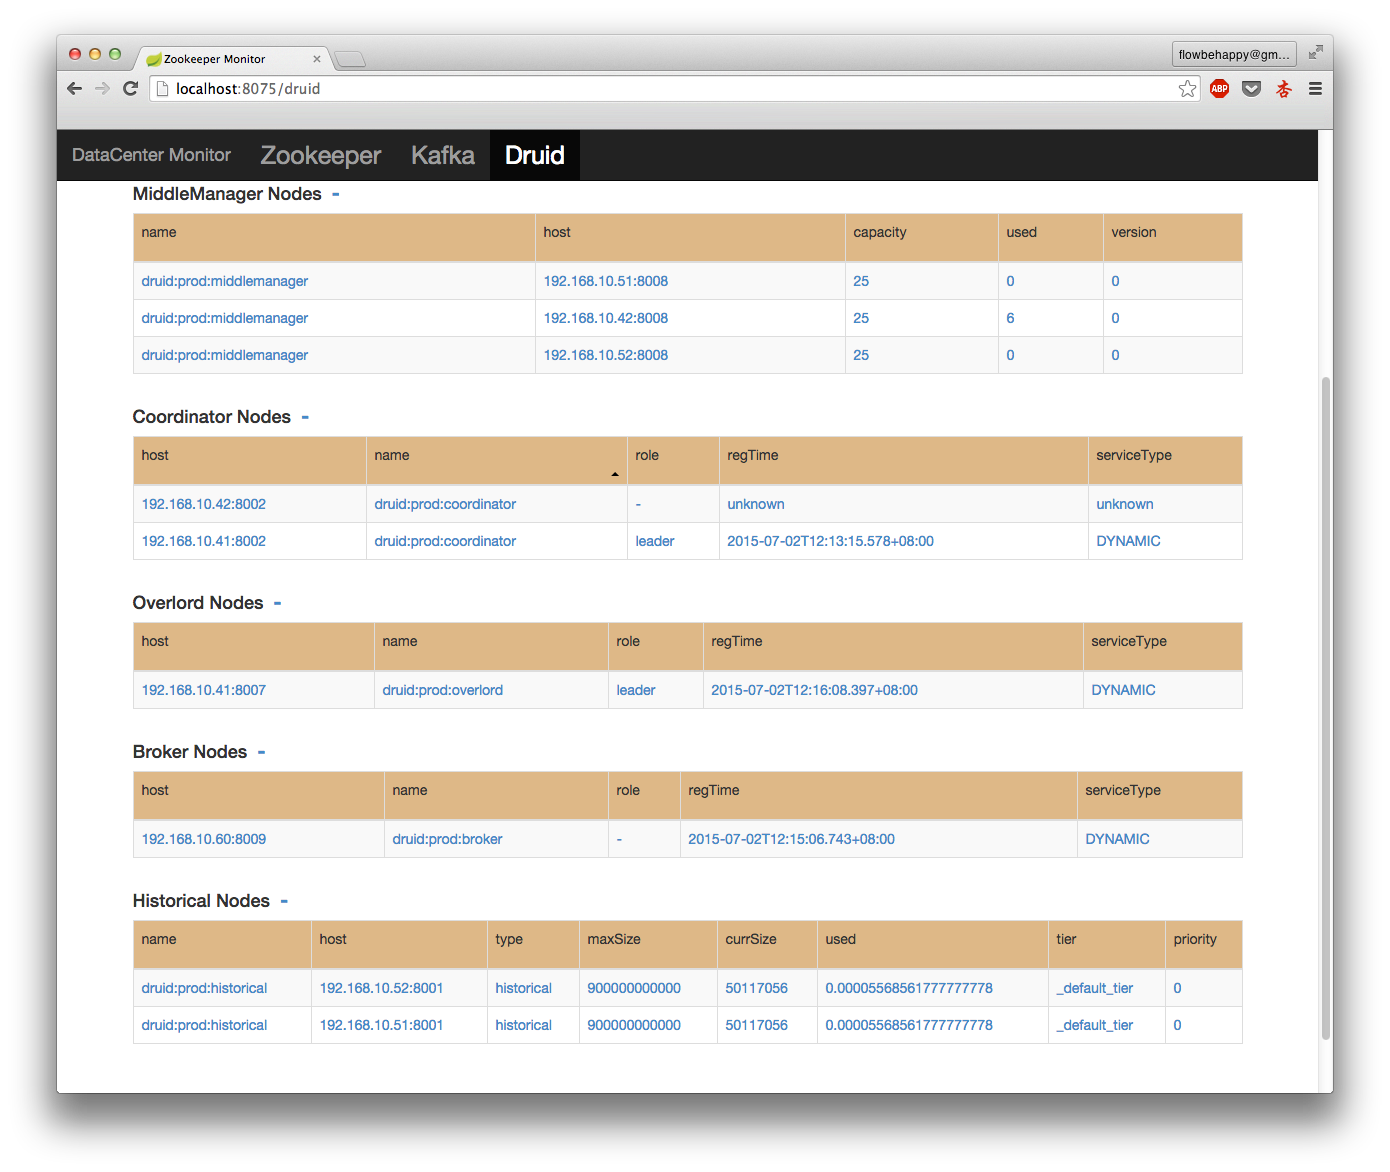 Zookeeper Monitor
flowbehappy@gm...
localhost:8075/druid
ABP
杏
DataCenter Monitor Zookeeper Kafka Druid
MiddleManager Nodes -
name host capacity used version
druid:prod:middlemanager 192.168.10.51:8008 25 0 0
druid:prod:middlemanager 192.168.10.42:8008 25 6 0
druid:prod:middlemanager 192.168.10.52:8008 25 0 0
Coordinator Nodes -
host name role regTime serviceType
192.168.10.42:8002 druid:prod:coordinator - unknown unknown
192.168.10.41:8002 druid:prod:coordinator leader 2015-07-02T12:13:15.578+08:00 DYNAMIC
Overlord Nodes -
host name role regTime serviceType
192.168.10.41:8007 druid:prod:overlord leader 2015-07-02T12:16:08.397+08:00 DYNAMIC
Broker Nodes -
host name role regTime serviceType
192.168.10.60:8009 druid:prod:broker - 2015-07-02T12:15:06.743+08:00 DYNAMIC
Historical Nodes -
name host type maxSize currSize used tier priority
druid:prod:historical 192.168.10.52:8001 historical 900000000000 50117056 0.00005568561777777778 _default_tier 0
druid:prod:historical 192.168.10.51:8001 historical 900000000000 50117056 0.00005568561777777778 _default_tier 0